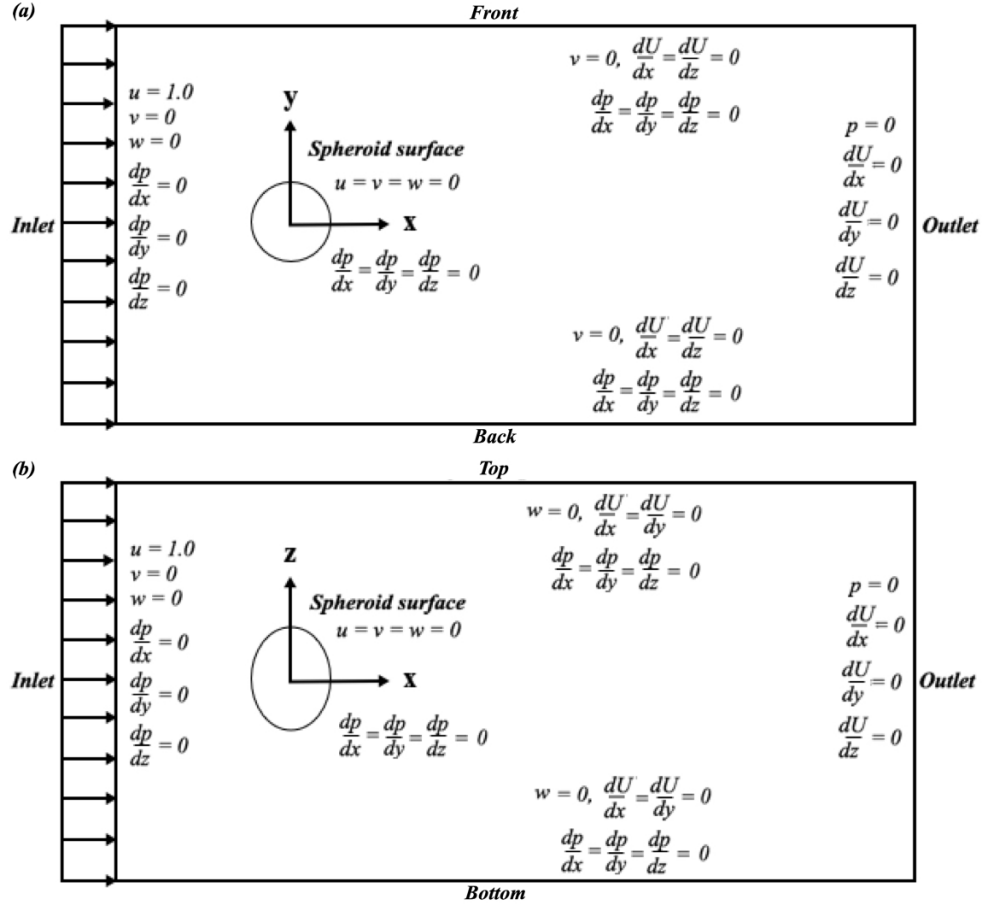 (a)
Front
v = 0, dU/dx = dU/dz = 0
dp/dx = dp/dy = dp/dz = 0
u = 1.0
v = 0
w = 0
dp/dx = 0
dp/dy = 0
dp/dz = 0
Inlet
y
Spheroid surface
u = v = w = 0
x
dp/dx = dp/dy = dp/dz = 0
p = 0
dU/dx = 0
dU/dy = 0
dU/dz = 0
Outlet
v = 0, dU/dx = dU/dz = 0
dp/dx = dp/dy = dp/dz = 0
Back
(b)
Top
w = 0, dU/dx = dU/dy = 0
dp/dx = dp/dy = dp/dz = 0
u = 1.0
v = 0
w = 0
dp/dx = 0
dp/dy = 0
dp/dz = 0
Inlet
z
Spheroid surface
u = v = w = 0
x
dp/dx = dp/dy = dp/dz = 0
p = 0
dU/dx = 0
dU/dy = 0
dU/dz = 0
Outlet
w = 0, dU/dx = dU/dy = 0
dp/dx = dp/dy = dp/dz = 0
Bottom